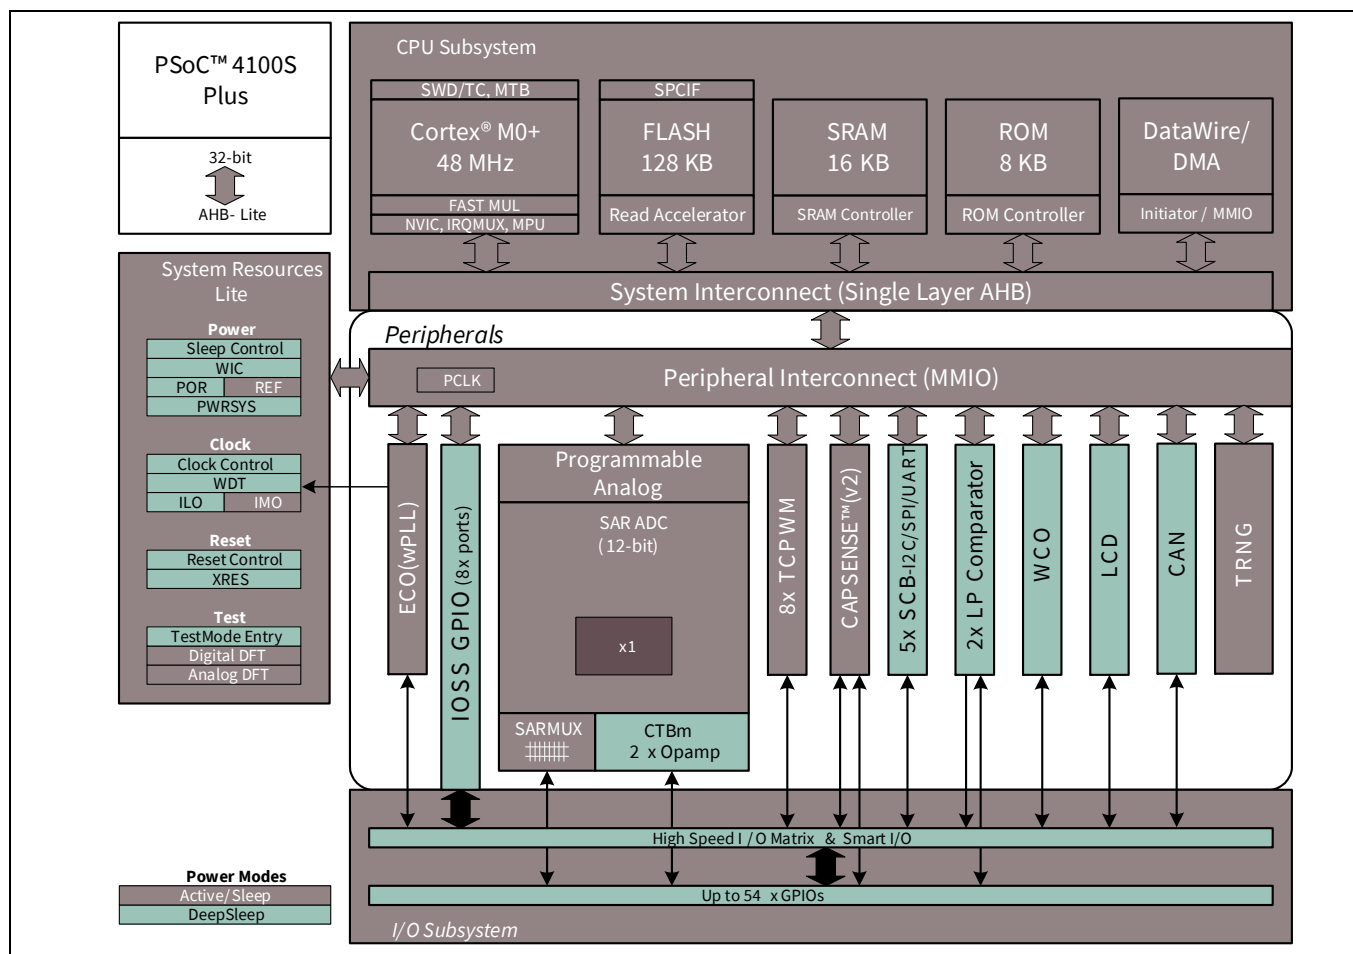 PSoC™ 4100S
Plus
32-bit
AHB- Lite
CPU Subsystem
SWD/TC, MTB
Cortex® M0+
48 MHz
FAST MUL
NVIC, IRQMUX, MPU
SPCIF
FLASH
128 KB
Read Accelerator
SRAM
16 KB
SRAM Controller
ROM
8 KB
ROM Controller
DataWire/
DMA
Initiator / MMIO
System Interconnect (Single Layer AHB)
System Resources
Lite
Power
Sleep Control
WIC
POR REF
PWRSYS
Clock
Clock Control
WDT
ILO IMO
Reset
Reset Control
XRES
Test
TestMode Entry
Digital DFT
Analog DFT
Peripherals
PCLK
Peripheral Interconnect (MMIO)
ECO(wPLL)
IOSS GPIO (8x ports)
Programmable
Analog
SAR ADC
(12-bit)
x1
SARMUX
CTBm
2 x Opamp
8x TCPWM
CAPSENSE™(v2)
5x SCB-I2C/SPI/UART
2x LP Comparator
WCO
LCD
CAN
TRNG
High Speed I / O Matrix & Smart I/O
Up to 54 x GPIOs
I/O Subsystem
Power Modes
Active/Sleep
DeepSleep